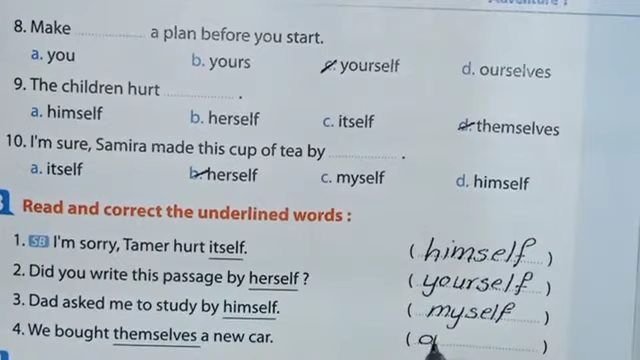 8. Make ............ a plan before you start.
a. you b. yours c. yourself d. ourselves
9. The children hurt ............ .
a. himself b. herself c. itself d. themselves
10. I'm sure, Samira made this cup of tea by ............ .
a. itself b. herself c. myself d. himself
Read and correct the underlined words :
1. SB I'm sorry, Tamer hurt itself. (himself)
2. Did you write this passage by herself ? (yourself)
3. Dad asked me to study by himself. (myself)
4. We bought themselves a new car. (o............)